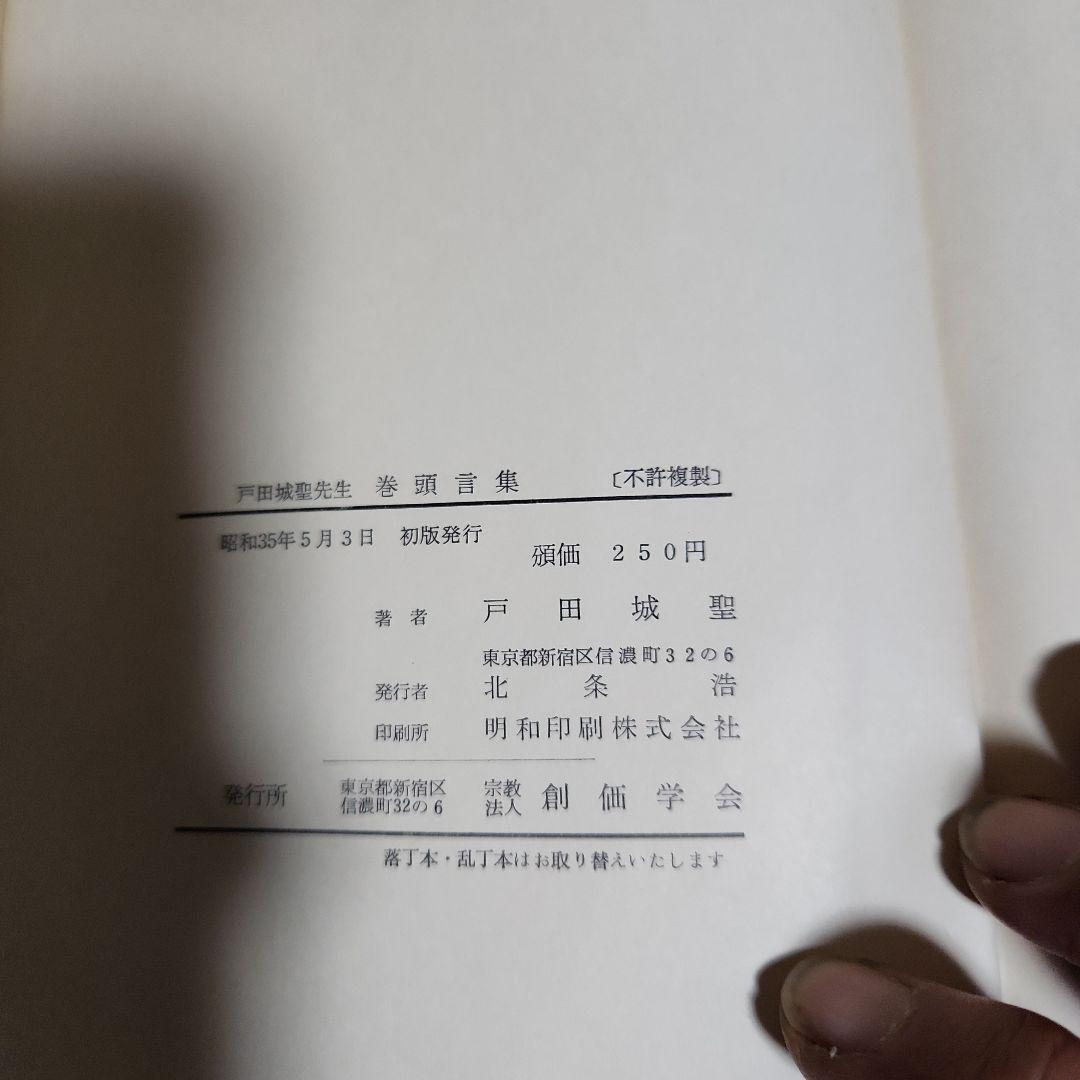 戸田城聖先生 巻頭言集 〔不許複製〕
昭和35年5月3日 初版発行
頒価 250円
著者 戸田城聖
東京都新宿区信濃町32の6
発行者 北条浩
印刷所 明和印刷株式会社
発行所 東京都新宿区信濃町32の6 宗教法人 創価学会
落丁本・乱丁本はお取り替えいたします